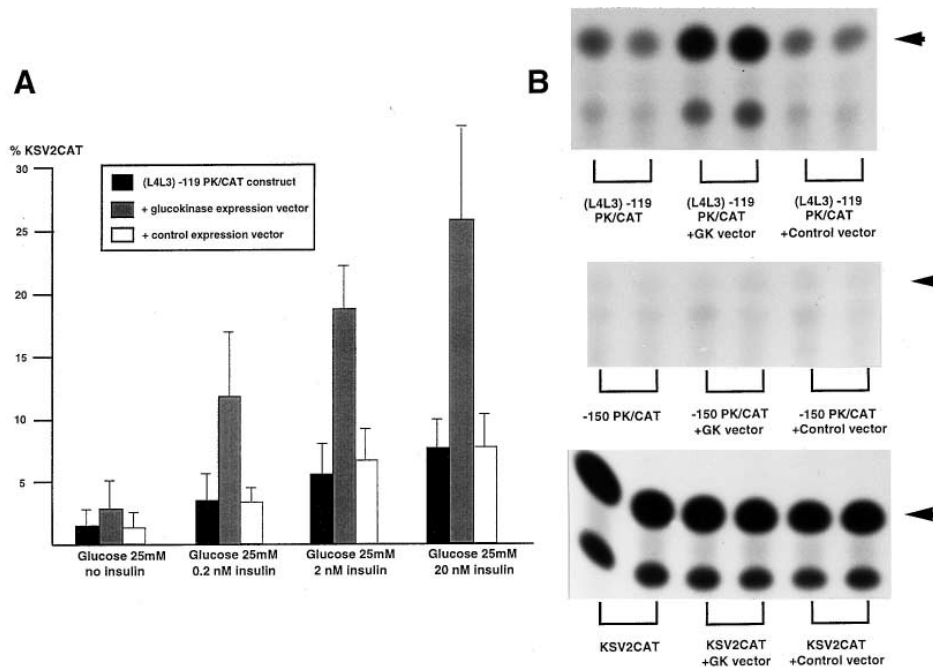 A
% KSV2CAT
30
25
20
15
10
5
(L4L3) -119 PK/CAT construct
+ glucokinase expression vector
+ control expression vector
Glucose 25mM
no insulin
Glucose 25mM
0.2 nM insulin
Glucose 25mM
2 nM insulin
Glucose 25mM
20 nM insulin
B
(L4L3) -119
PK/CAT
(L4L3) -119
PK/CAT
+GK vector
(L4L3) -119
PK/CAT
+Control vector
-150 PK/CAT
-150 PK/CAT
+GK vector
-150 PK/CAT
+Control vector
KSV2CAT
KSV2CAT
+GK vector
KSV2CAT
+Control vector